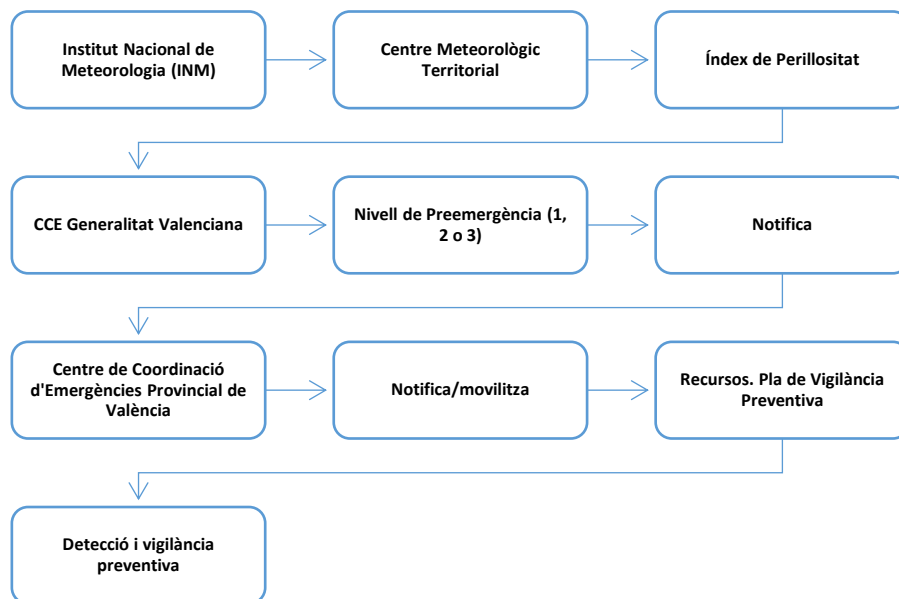 Institut Nacional de
Meteorologia (INM)
Centre Meteorològic
Territorial
Índex de Perillositat
CCE Generalitat Valenciana
Nivell de Preemergència (1,
2 o 3)
Notifica
Centre de Coordinació
d'Emergències Provincial de
València
Notifica/movilitza
Recursos. Pla de Vigilància
Preventiva
Detecció i vigilància
preventiva